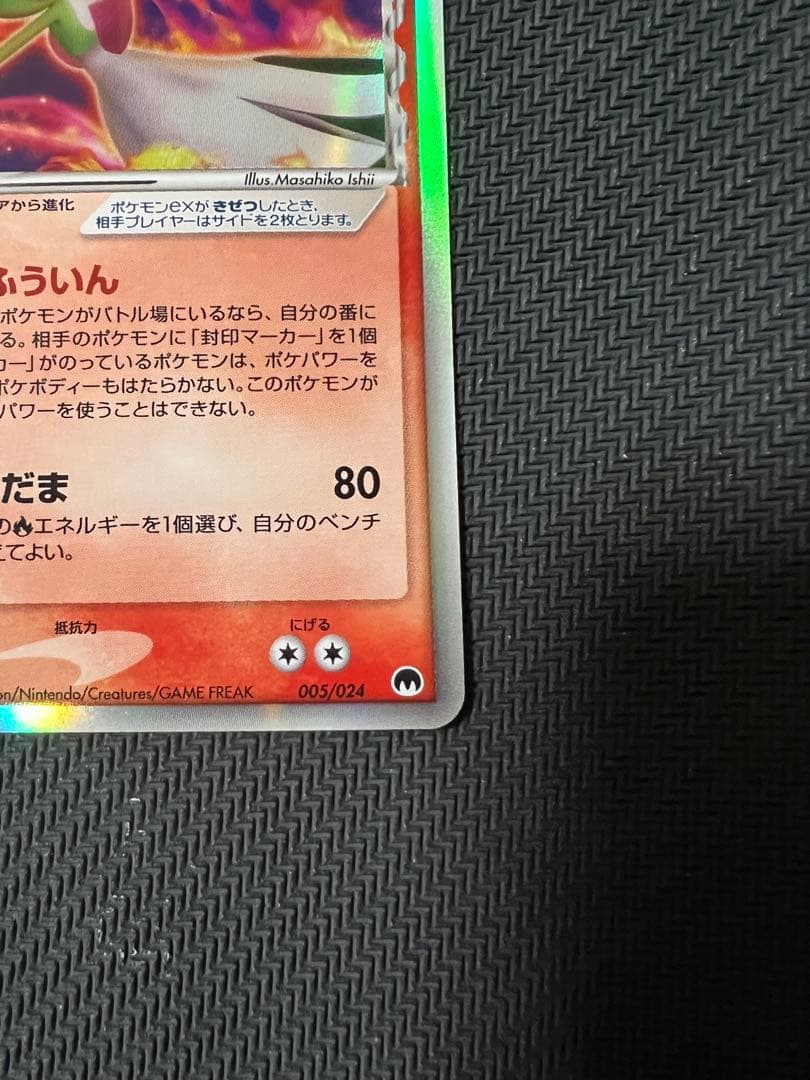 Illus.Masahiko Ishii
アから進化
ポケモンexが きぜつしたとき、
相手プレイヤーはサイドを2枚とります。
ふういん
ポケモンがバトル場にいるなら、自分の番に
る。相手のポケモンに「封印マーカー」を1個
カー」がのっているポケモンは、ポケパワーを
ポケボディーもはたらかない。このポケモンが
パワーを使うことはできない。
だま 80
の エネルギーを1個選び、自分のベンチ
えてよい。
抵抗力 にげる
on/Nintendo/Creatures/GAME FREAK 005/024